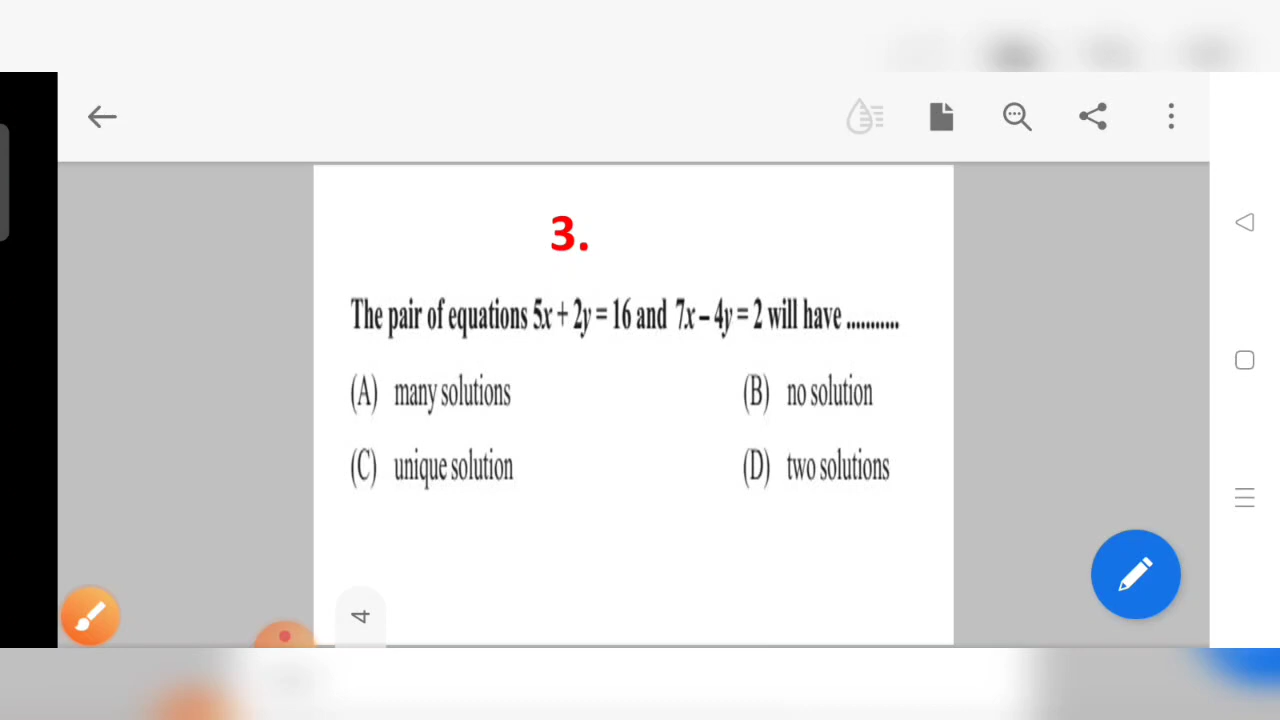 3.
The pair of equations 5x + 2y = 16 and 7x – 4y = 2 will have ...........
(A) many solutions (B) no solution
(C) unique solution (D) two solutions
4